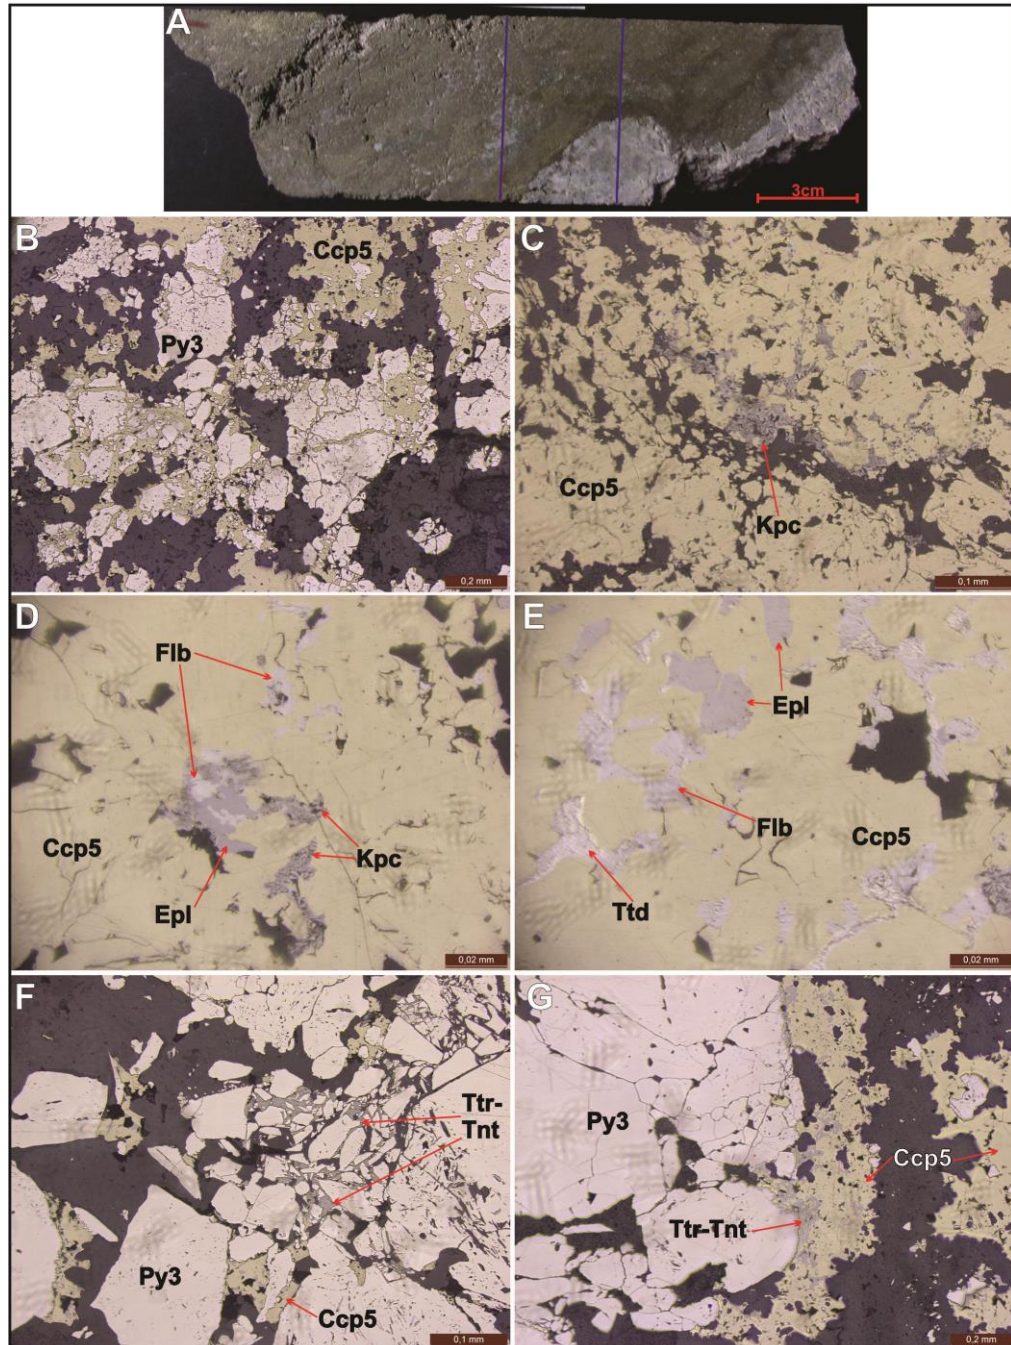 A
3cm
B
Ccp5
Py3
0,2 mm
C
Ccp5
Kpc
0,1 mm
D
Flb
Ccp5
Kpc
Epl
0,02 mm
E
Epl
Flb
Ccp5
Ttd
0,02 mm
F
Ttr-
Tnt
Py3
Ccp5
0,1 mm
G
Py3
Ccp5
Ttr-Tnt
0,2 mm